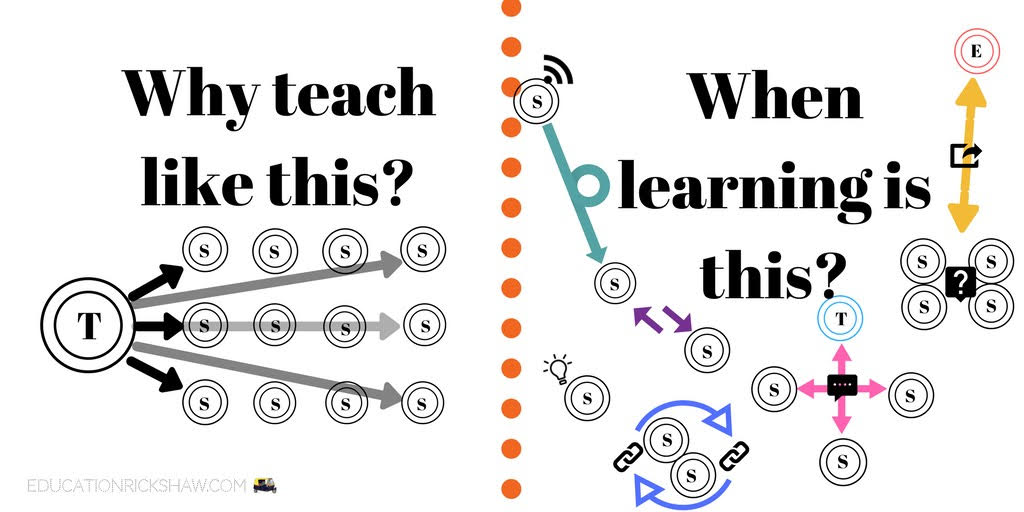 Why teach
like this?
T
S S S S
S S S S
S S S S
EDUCATIONRICKSHAW.COM
When
learning is
this?
S
S
S
S
S
S
E
S S
?
S S
T
S S
S